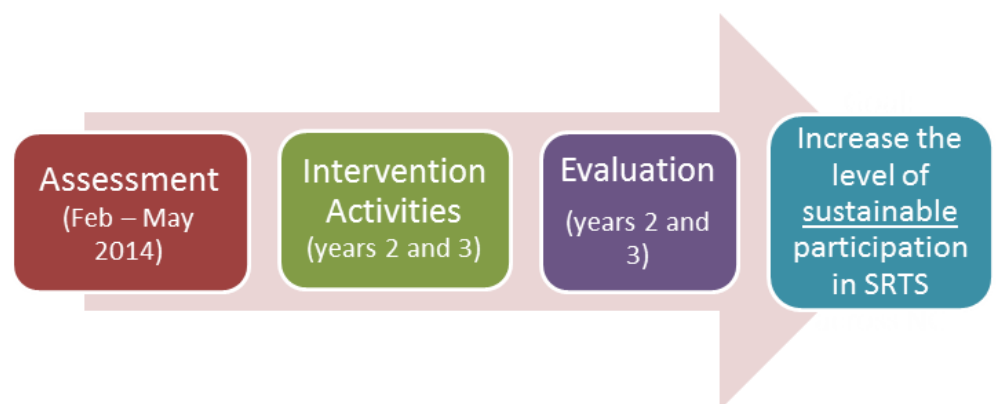 Assessment
(Feb – May
2014)
Intervention
Activities
(years 2 and 3)
Evaluation
(years 2 and
3)
Increase the
level of
sustainable
participation
in SRTS